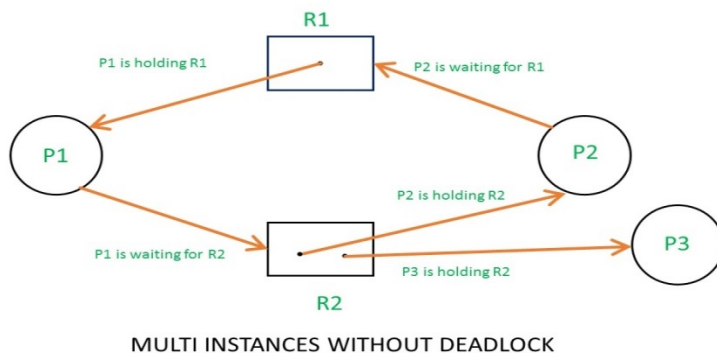 R1
P1 is holding R1
P2 is waiting for R1
P1
P2
P2 is holding R2
P1 is waiting for R2
P3
P3 is holding R2
R2
MULTI INSTANCES WITHOUT DEADLOCK